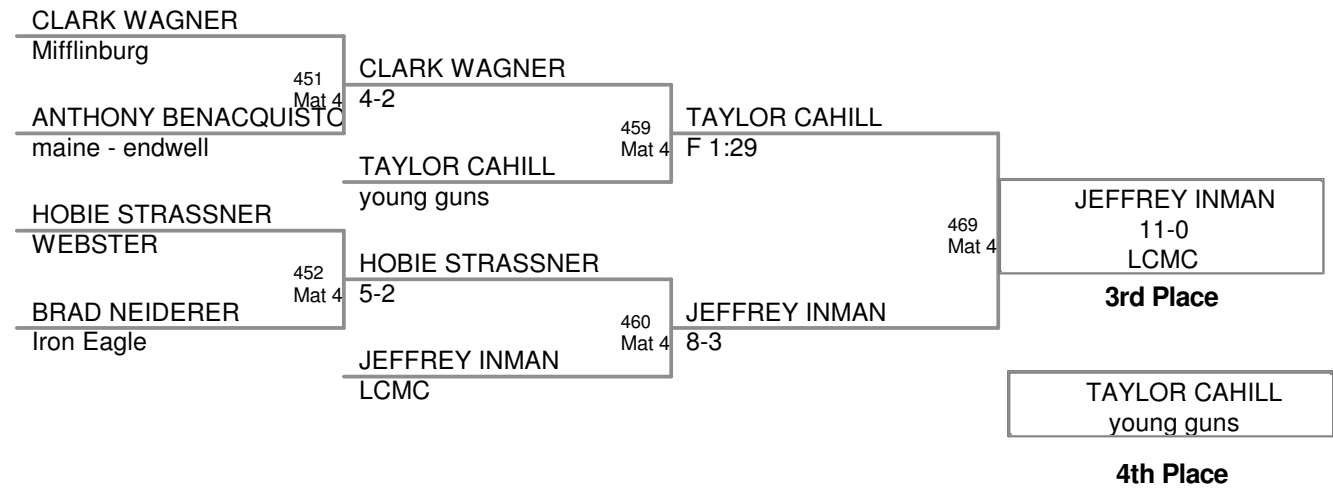 CLARK WAGNER
Mifflinburg
451
Mat 4
ANTHONY BENACQUISTO
maine - endwell
CLARK WAGNER
4-2
459
Mat 4
TAYLOR CAHILL
young guns
TAYLOR CAHILL
F 1:29
HOBIE STRASSNER
WEBSTER
452
Mat 4
BRAD NEIDERER
Iron Eagle
HOBIE STRASSNER
5-2
460
Mat 4
JEFFREY INMAN
LCMC
JEFFREY INMAN
8-3
469
Mat 4
JEFFREY INMAN
11-0
LCMC
3rd Place
TAYLOR CAHILL
young guns
4th Place